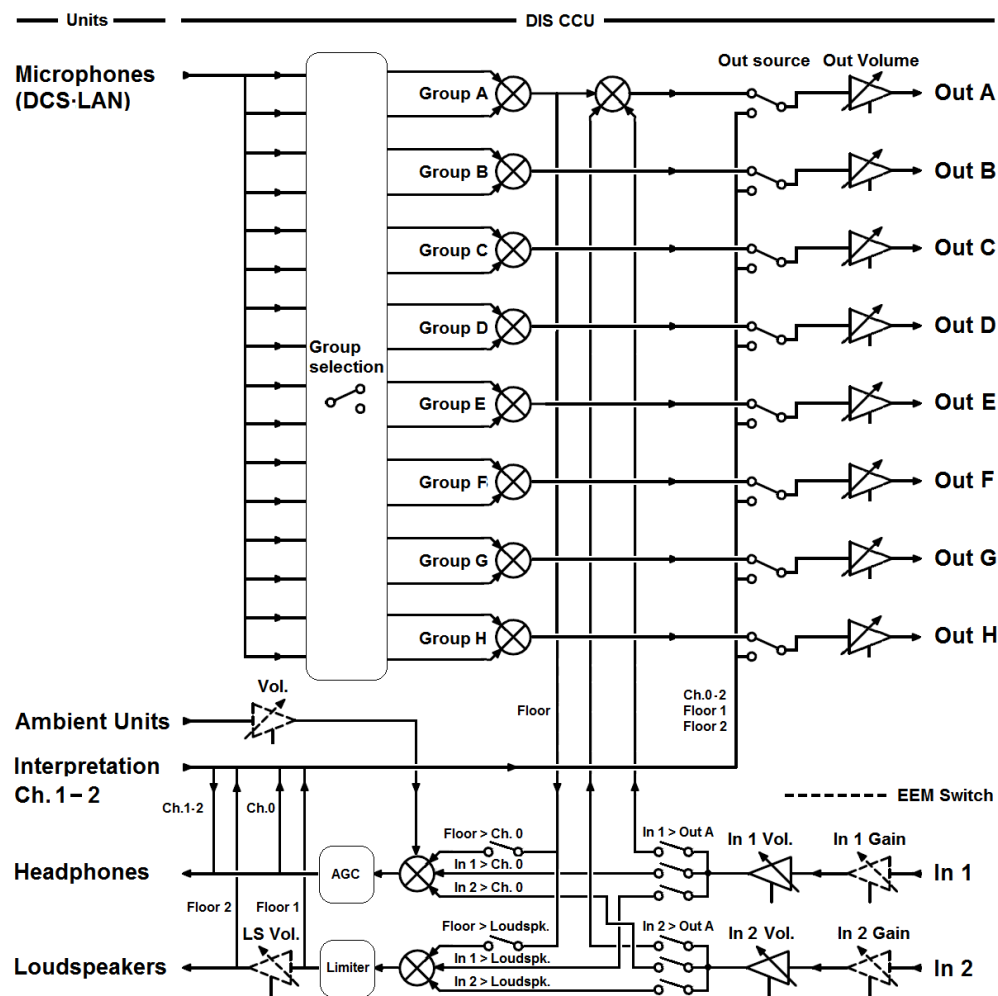 Units
DIS CCU
Microphones
(DCS·LAN)
Out source
Out Volume
Group A
Out A
Group B
Out B
Group C
Out C
Group D
Out D
Group
selection
Group E
Out E
Group F
Out F
Group G
Out G
Group H
Out H
Vol.
Ambient Units
Floor
Ch.0-2
Floor 1
Floor 2
Interpretation
Ch. 1 – 2
Ch.1-2
Ch.0
EEM Switch
Floor > Ch. 0
In 1 > Out A
In 1 Vol.
In 1 Gain
Headphones
AGC
In 1 > Ch. 0
In 2 > Ch. 0
In 1
Floor 2
Floor 1
LS Vol.
Floor > Loudspk.
In 2 > Out A
In 2 Vol.
In 2 Gain
Loudspeakers
Limiter
In 1 > Loudspk.
In 2 > Loudspk.
In 2